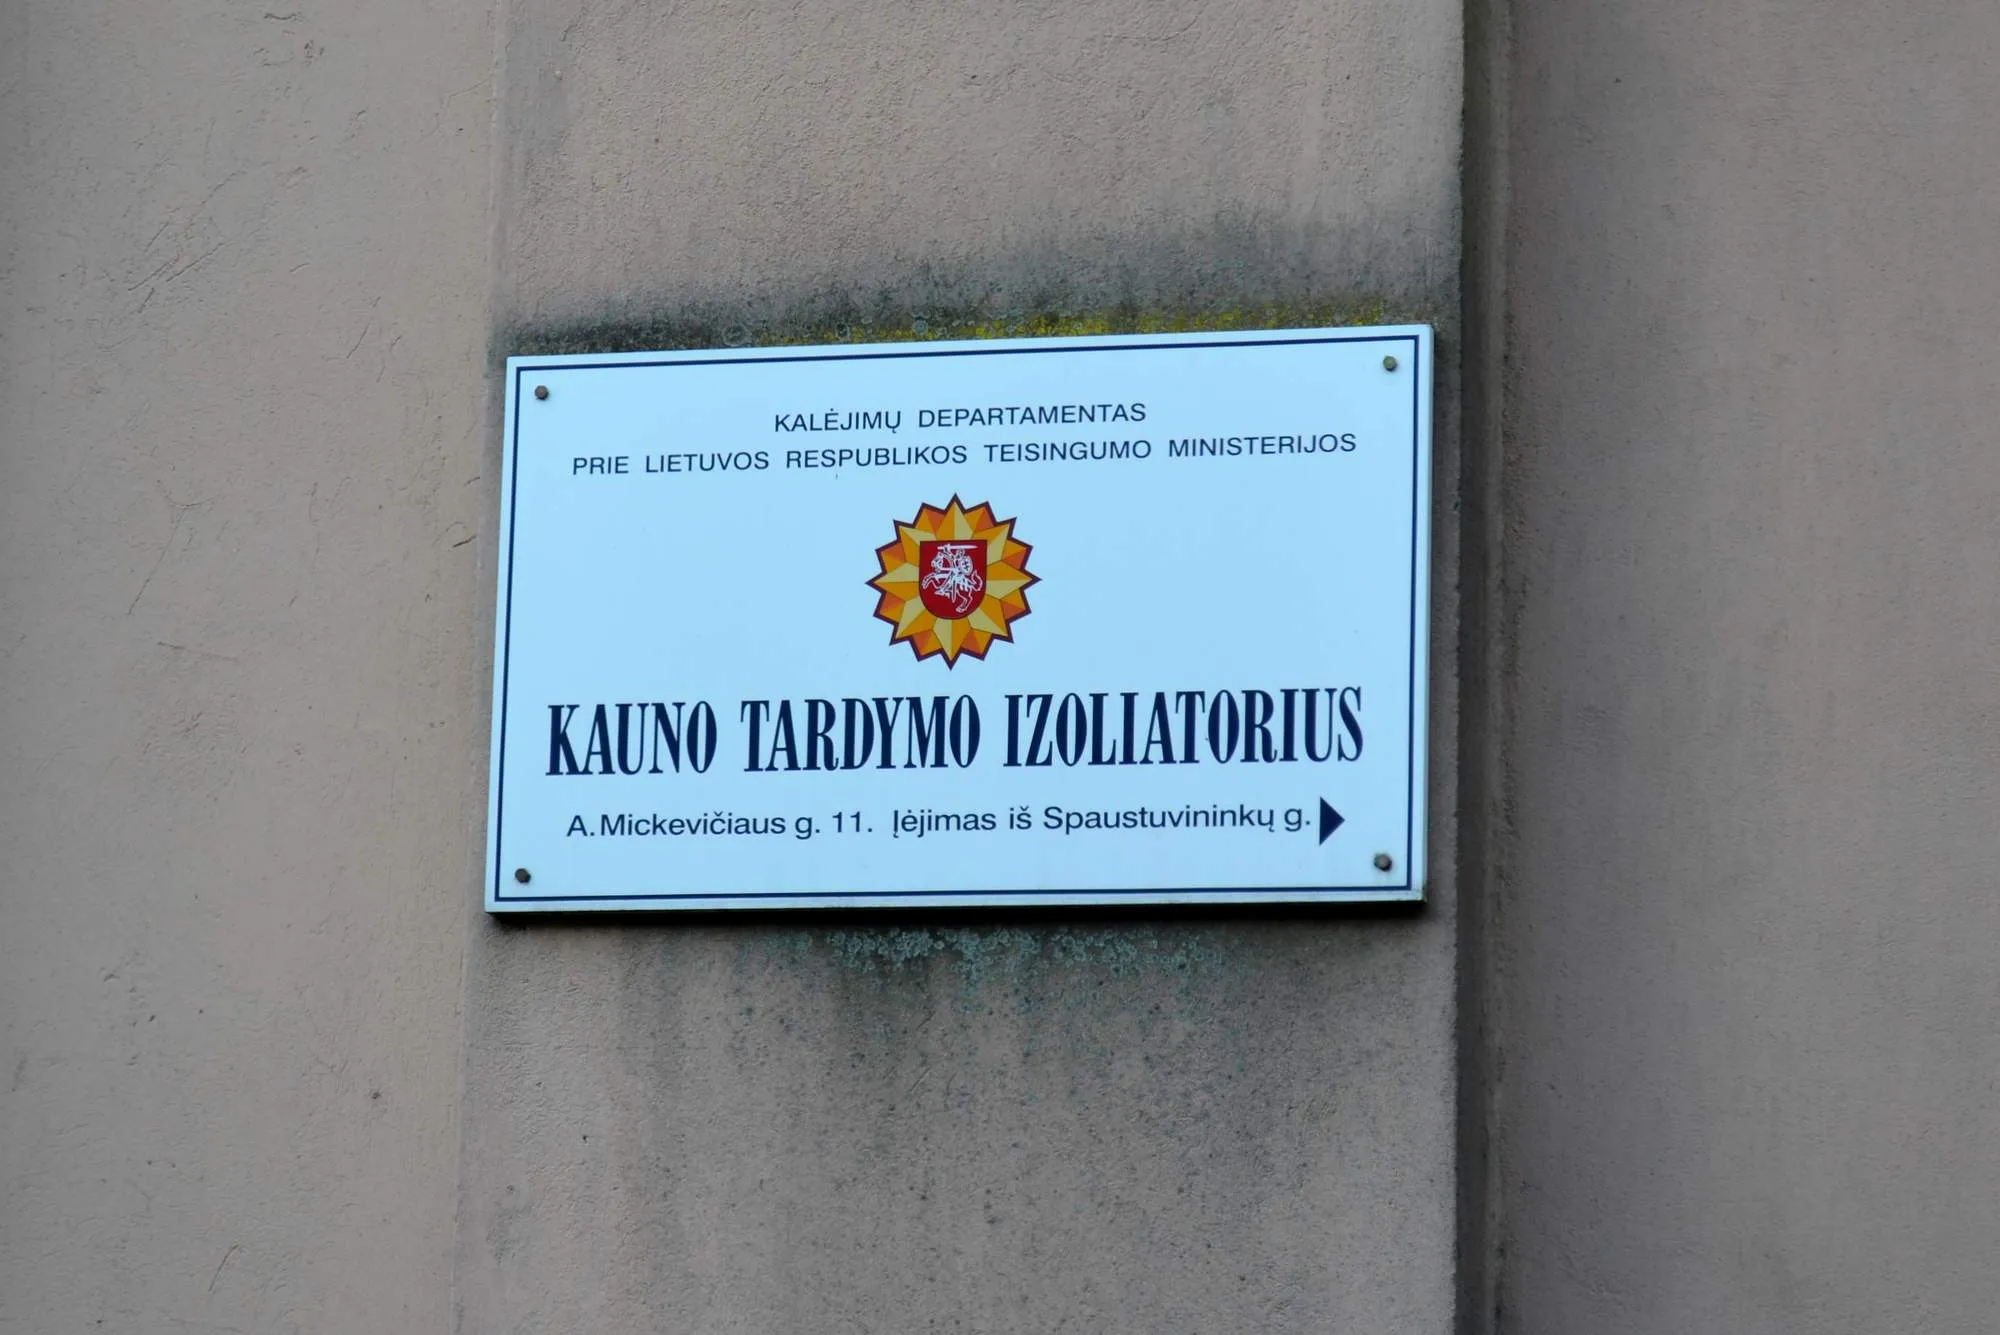 KALĖJIMŲ DEPARTAMENTAS
PRIE LIETUVOS RESPUBLIKOS TEISINGUMO MINISTERIJOS
KAUNO TARDYMO IZOLIATORIUS
A.Mickevičiaus g. 11. Įėjimas iš Spaustuvininkų g.